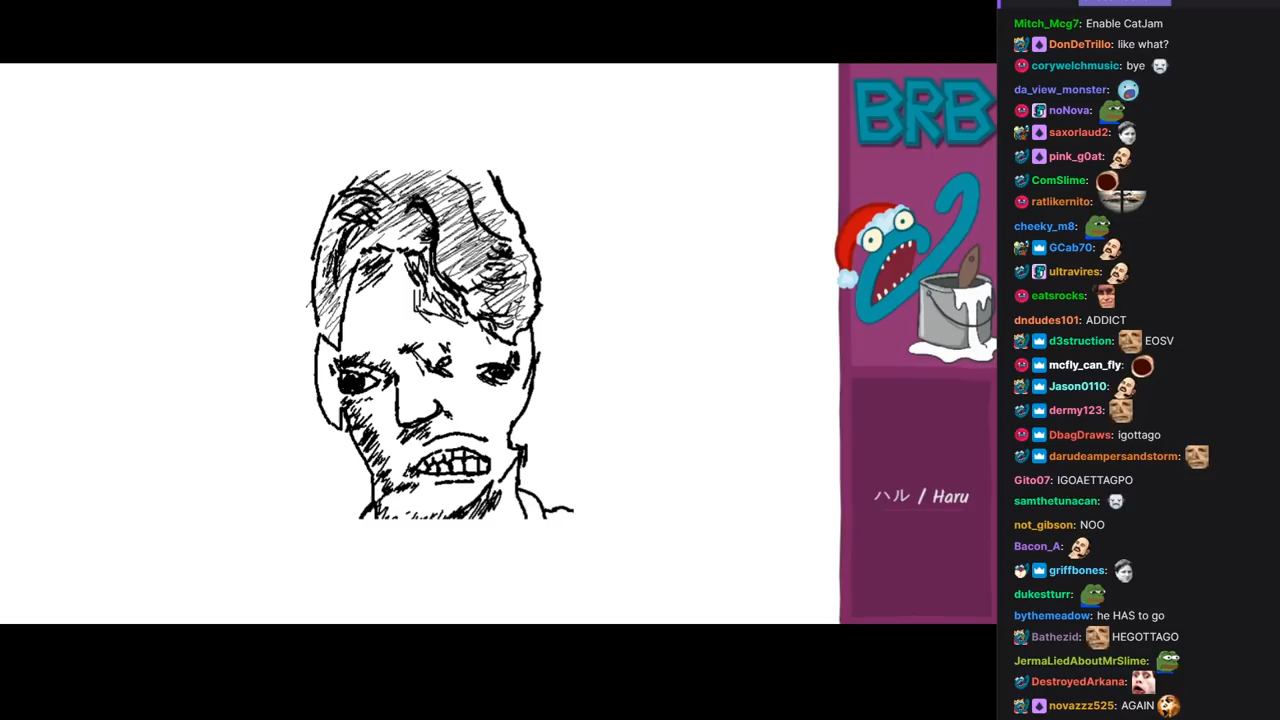 BRB
2
ハル / Haru
Mitch_Mcg7: Enable CatJam
DonDeTrillo: like what?
corywelchmusic: bye
da_view_monster:
noNova:
saxorlaud2:
pink_g0at:
ComSlime:
ratlikernito:
cheeky_m8:
GCab70:
ultravires:
eatsrocks:
dndudes101: ADDICT
d3struction: EOSV
mcfly_can_fly:
Jason0110:
dermy123:
DbagDraws: igottago
darudeampersandstorm:
Gito07: IGOAETTAGPO
samthetunacan:
not_gibson: NOO
Bacon_A:
griffbones:
dukestturr:
bythemeadow: he HAS to go
Bathezid: HEGOTTAGO
JermaLiedAboutMrSlime:
DestroyedArkana:
novazzz525: AGAIN